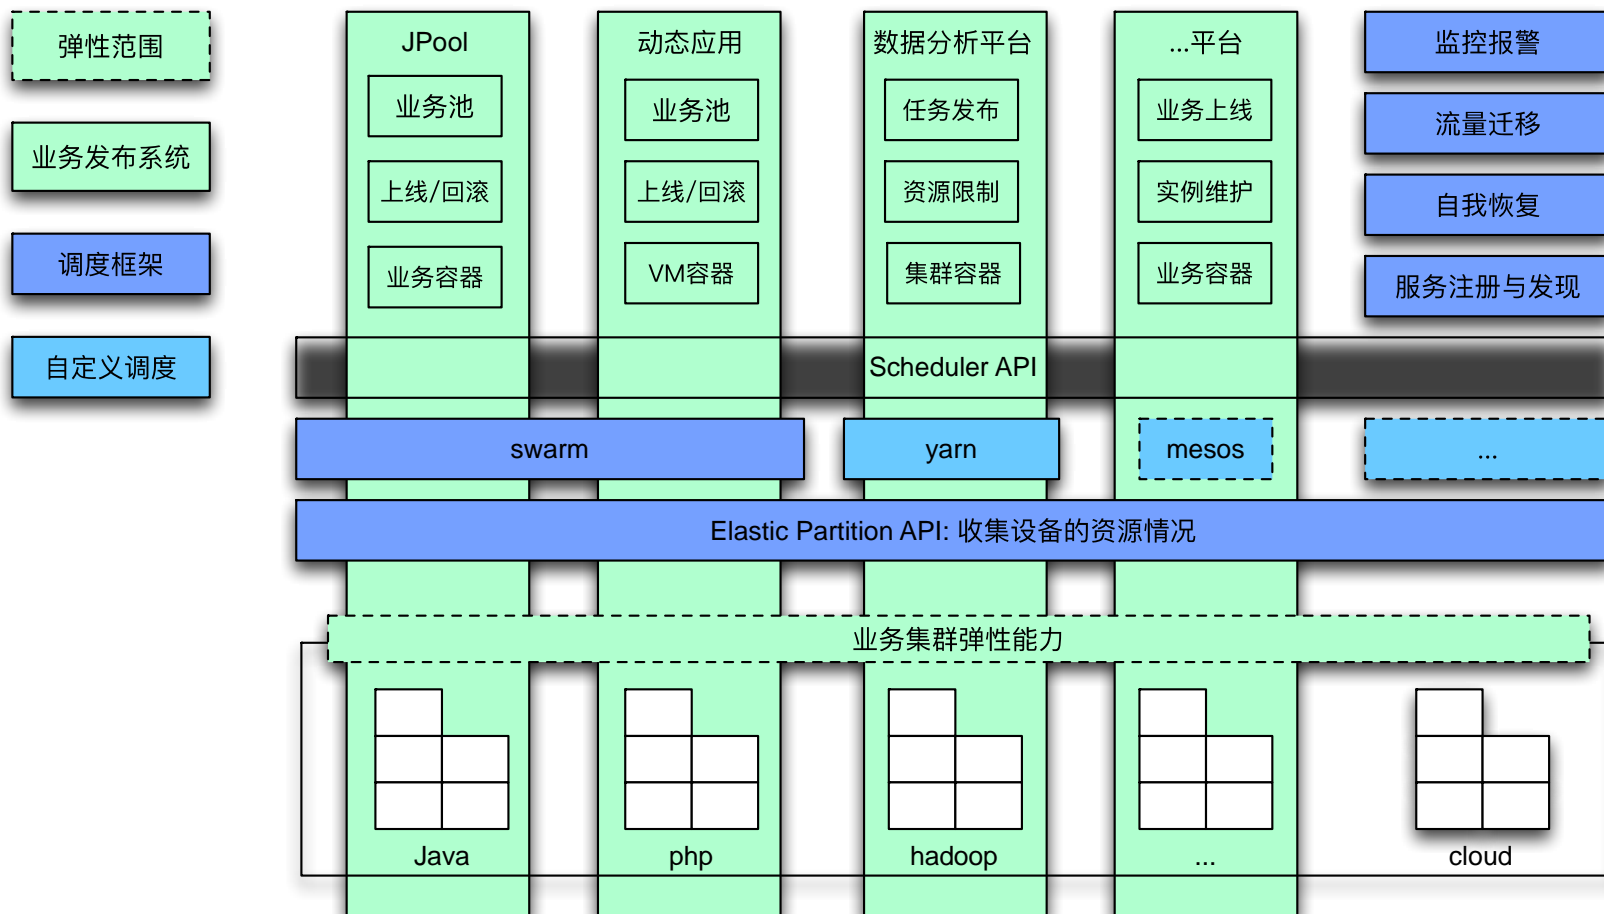 弹性范围
业务发布系统
调度框架
自定义调度
JPool
业务池
上线/回滚
业务容器
动态应用
业务池
上线/回滚
VM容器
数据分析平台
任务发布
资源限制
集群容器
...平台
业务上线
实例维护
业务容器
监控报警
流量迁移
自我恢复
服务注册与发现
Scheduler API
swarm
yarn
mesos
...
Elastic Partition API: 收集设备的资源情况
业务集群弹性能力
Java
php
hadoop
...
cloud